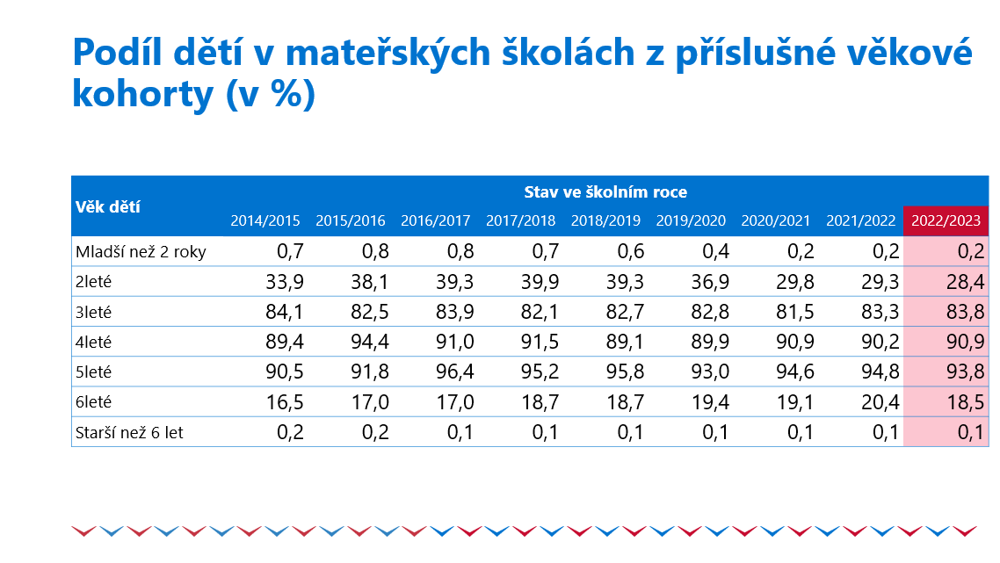 Podíl dětí v mateřských školách z příslušné věkové
kohorty (v %)
Věk dětí
Stav ve školním roce
2014/2015 2015/2016 2016/2017 2017/2018 2018/2019 2019/2020 2020/2021 2021/2022 2022/2023
Mladší než 2 roky 0,7 0,8 0,8 0,7 0,6 0,4 0,2 0,2 0,2
2leté 33,9 38,1 39,3 39,9 39,3 36,9 29,8 29,3 28,4
3leté 84,1 82,5 83,9 82,1 82,7 82,8 81,5 83,3 83,8
4leté 89,4 94,4 91,0 91,5 89,1 89,9 90,9 90,2 90,9
5leté 90,5 91,8 96,4 95,2 95,8 93,0 94,6 94,8 93,8
6leté 16,5 17,0 17,0 18,7 18,7 19,4 19,1 20,4 18,5
Starší než 6 let 0,2 0,2 0,1 0,1 0,1 0,1 0,1 0,1 0,1